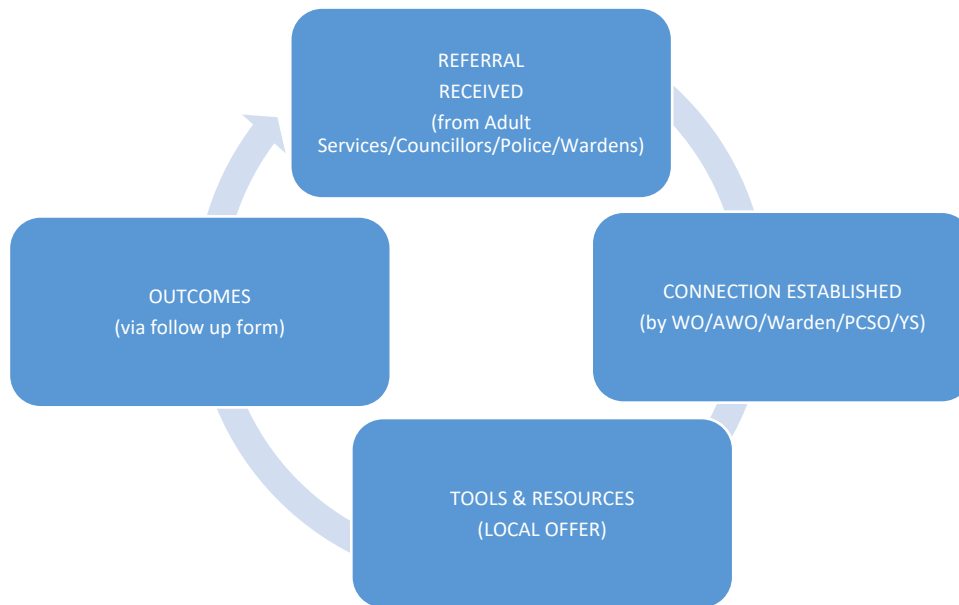 REFERRAL
RECEIVED
(from Adult
Services/Councillors/Police/Wardens)
CONNECTION ESTABLISHED
(by WO/AWO/Warden/PCSO/YS)
TOOLS & RESOURCES
(LOCAL OFFER)
OUTCOMES
(via follow up form)